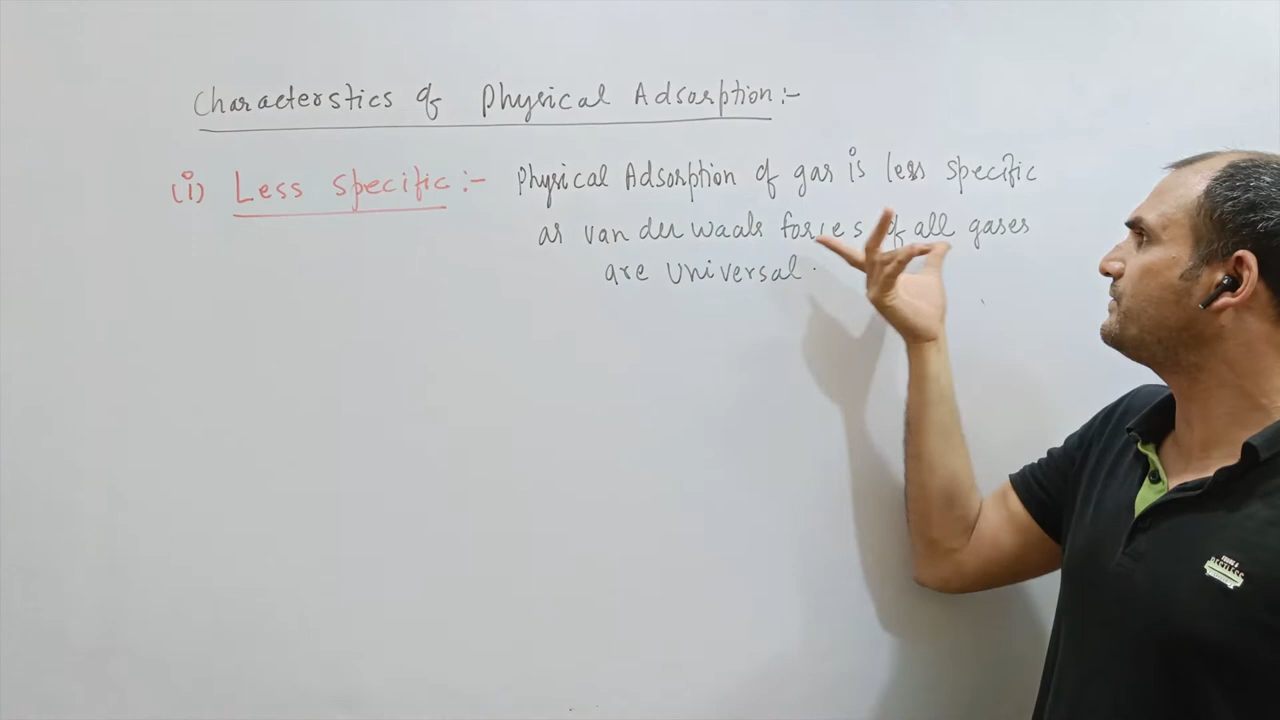 Characterstics of Physical Adsorption:-
(i) Less specific:- Physical Adsorption of gas is less specific
as van der waals forces of all gases
are universal.